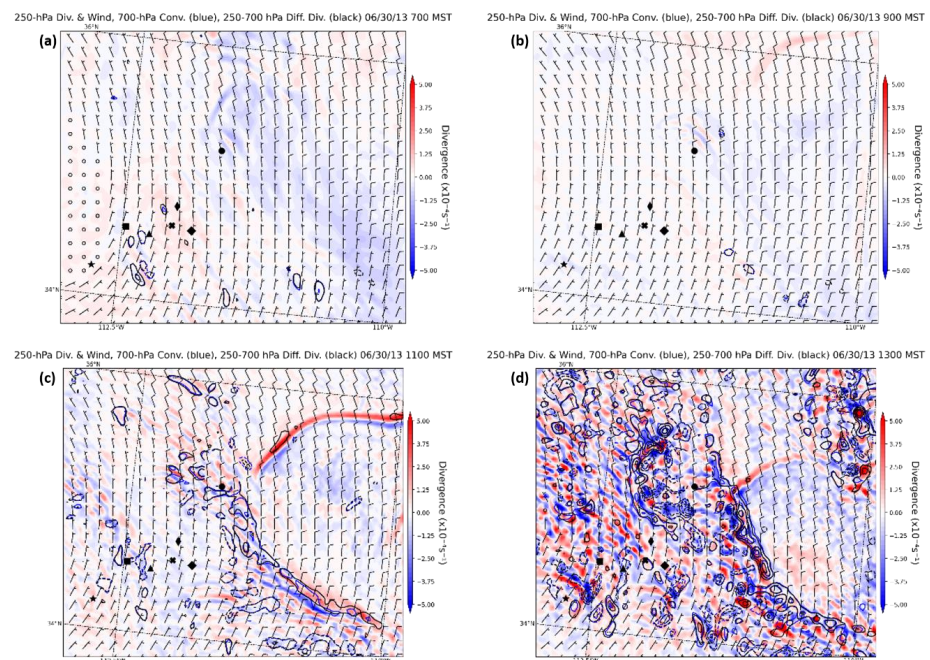 250-hPa Div. & Wind, 700-hPa Conv. (blue), 250-700 hPa Diff. Div. (black) 06/30/13 700 MST
(a)
36°N
34°N
112.5°W
110°W
5.00
3.75
2.50
1.25
0.00
−1.25
−2.50
−3.75
−5.00
Divergence (x10⁻⁴s⁻¹)
250-hPa Div. & Wind, 700-hPa Conv. (blue), 250-700 hPa Diff. Div. (black) 06/30/13 900 MST
(b)
36°N
34°N
112.5°W
110°W
5.00
3.75
2.50
1.25
0.00
−1.25
−2.50
−3.75
−5.00
Divergence (x10⁻⁴s⁻¹)
250-hPa Div. & Wind, 700-hPa Conv. (blue), 250-700 hPa Diff. Div. (black) 06/30/13 1100 MST
(c)
36°N
34°N
5.00
3.75
2.50
1.25
0.00
−1.25
−2.50
−3.75
−5.00
Divergence (x10⁻⁴s⁻¹)
250-hPa Div. & Wind, 700-hPa Conv. (blue), 250-700 hPa Diff. Div. (black) 06/30/13 1300 MST
(d)
36°N
34°N
5.00
3.75
2.50
1.25
0.00
−1.25
−2.50
−3.75
−5.00
Divergence (x10⁻⁴s⁻¹)